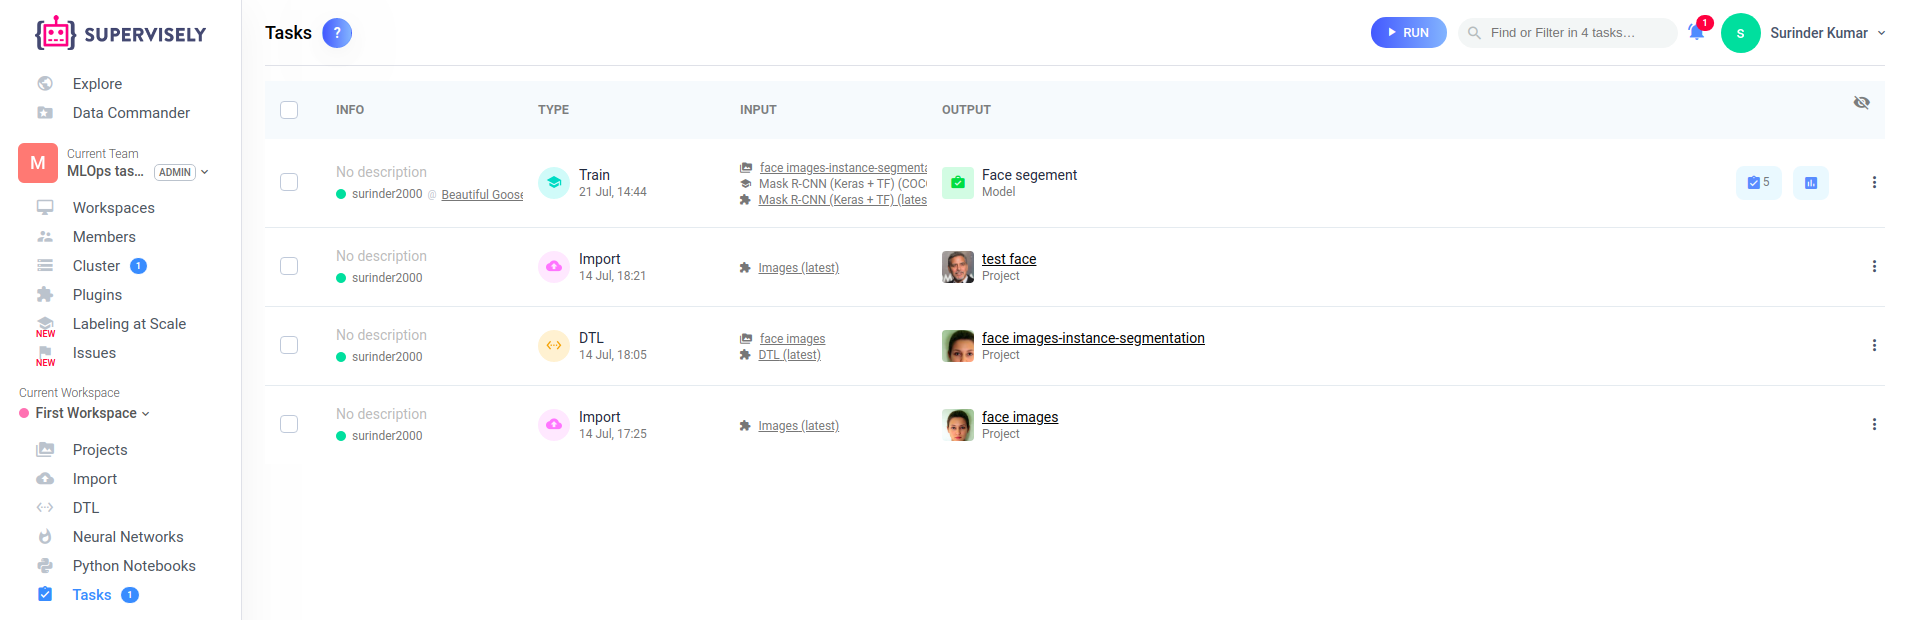 SUPERVISELY
Tasks ?
RUN
Find or Filter in 4 tasks...
1
S
Surinder Kumar
Explore
Data Commander
M
Current Team
MLOps tas...
ADMIN
Workspaces
Members
Cluster 1
Plugins
Labeling at Scale
NEW
Issues
NEW
Current Workspace
First Workspace
Projects
Import
DTL
Neural Networks
Python Notebooks
Tasks 1
INFO TYPE INPUT OUTPUT
No description
surinder2000 @ Beautiful Goose
Train
21 Jul, 14:44
face images-instance-segmenta
Mask R-CNN (Keras + TF) (COC
Mask R-CNN (Keras + TF) (lates
Face segement
Model
5
No description
surinder2000
Import
14 Jul, 18:21
Images (latest)
test face
Project
No description
surinder2000
DTL
14 Jul, 18:05
face images
DTL (latest)
face images-instance-segmentation
Project
No description
surinder2000
Import
14 Jul, 17:25
Images (latest)
face images
Project